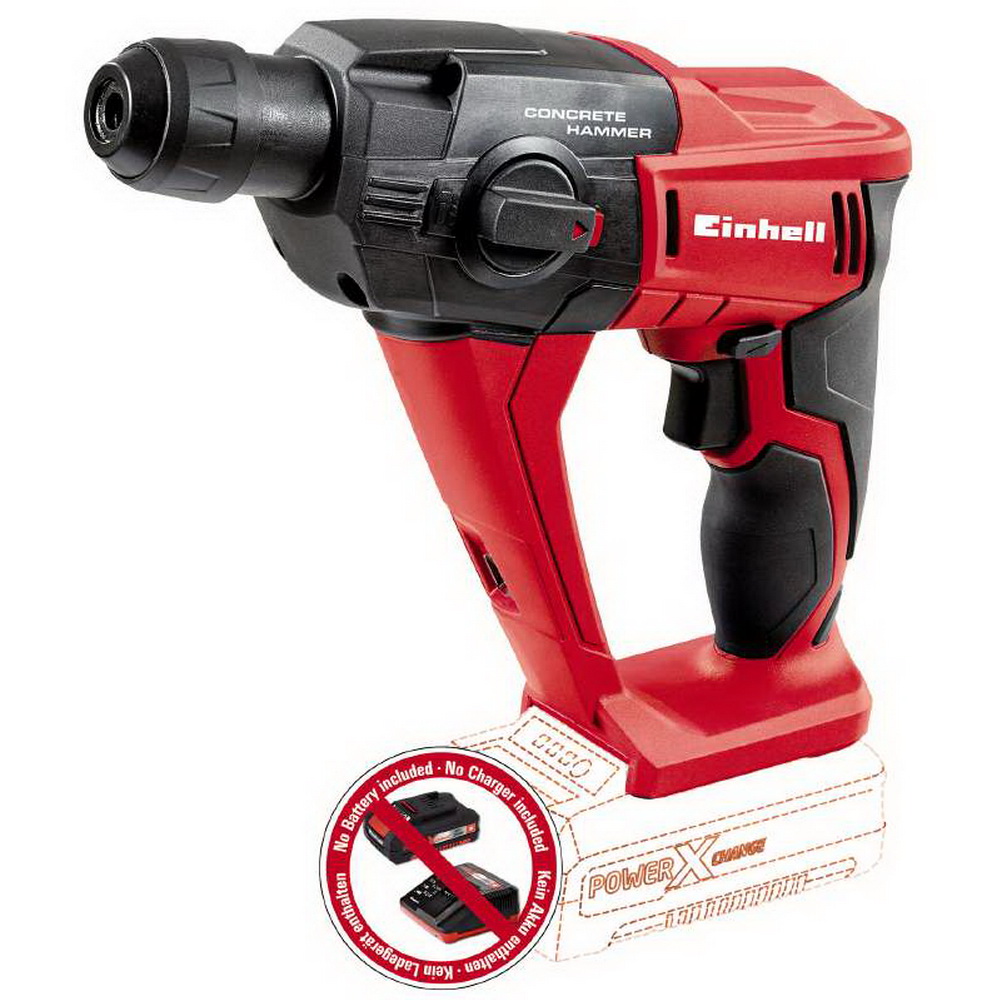 CONCRETE
HAMMER
Einhell
No Battery included · No Charger included
Kein Akku enthalten · Kein Ladegerät enthalten
POWER X CHANGE